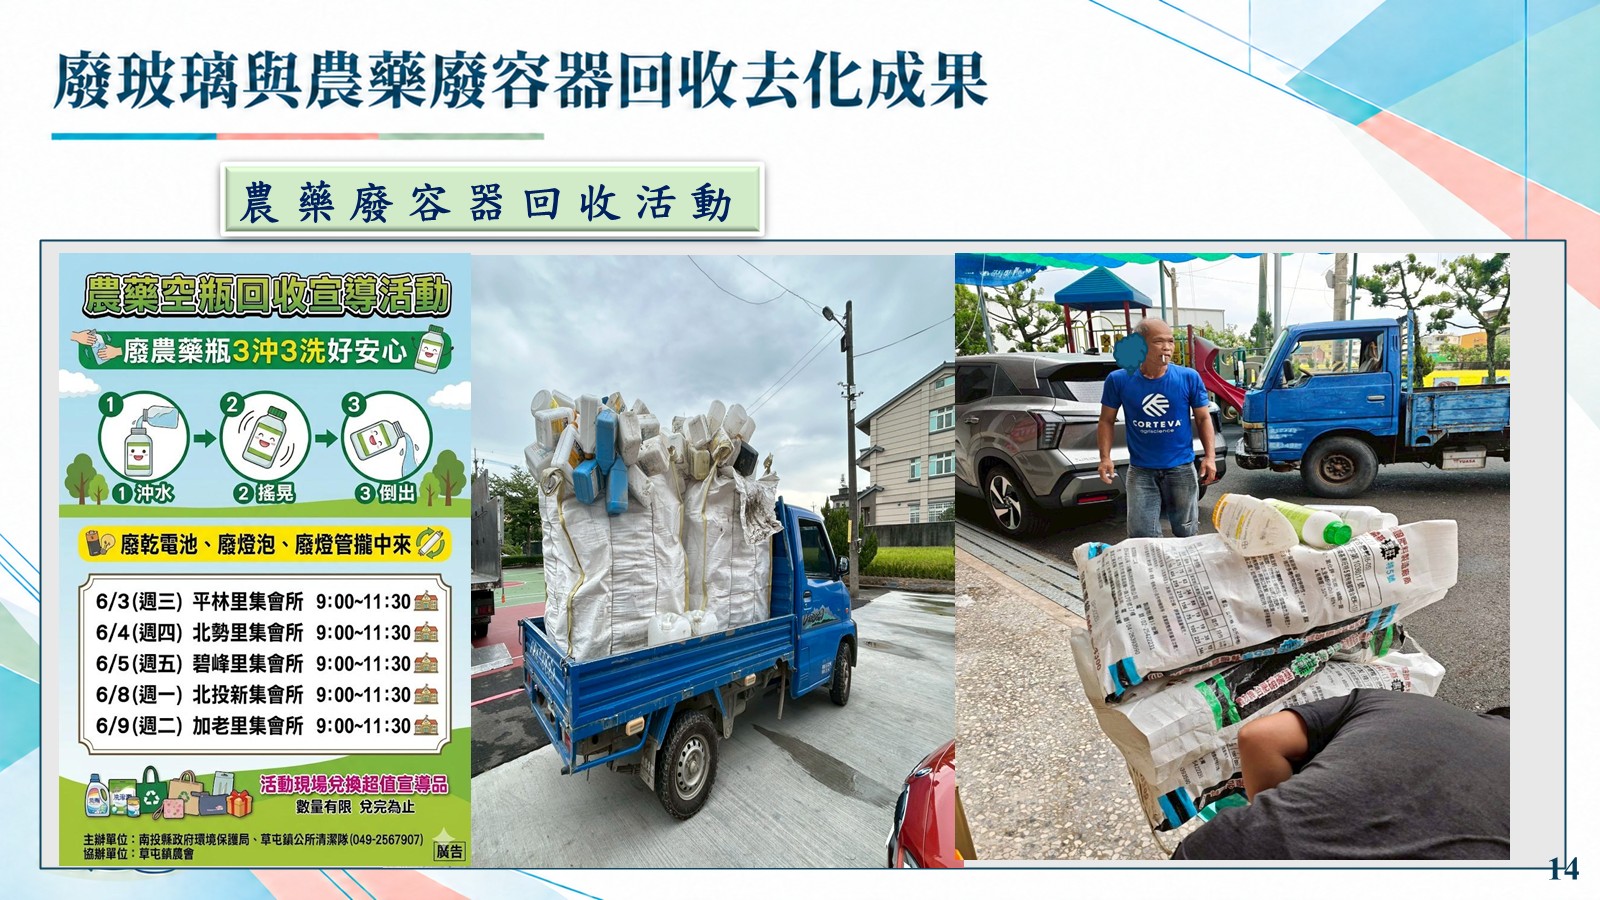 廢玻璃與農藥廢容器回收去化成果
農藥廢容器回收活動
農藥空瓶回收宣導活動
廢農藥瓶3沖3洗好安心
1 2 3
1 沖水 2 搖晃 3 倒出
廢乾電池、廢燈泡、廢燈管攏中來
6/3(週三) 平林里集會所 9:00~11:30
6/4(週四) 北勢里集會所 9:00~11:30
6/5(週五) 碧峰里集會所 9:00~11:30
6/8(週一) 北投新集會所 9:00~11:30
6/9(週二) 加老里集會所 9:00~11:30
活動現場兌換超值宣導品
數量有限 兌完為止
主辦單位：南投縣政府環境保護局、草屯鎮公所清潔隊(049-2567907)
協辦單位：草屯鎮農會
廣告
CORTEVA
agriscience
14